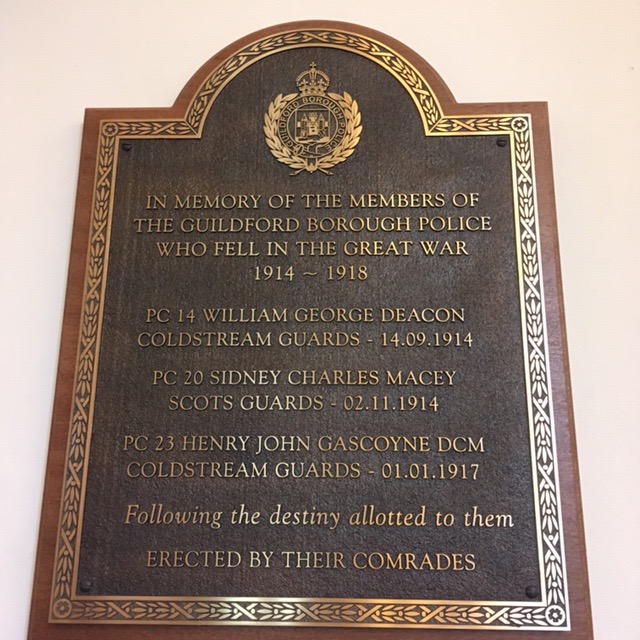 GUILDFORD BOROUGH POLICE
IN MEMORY OF THE MEMBERS OF
THE GUILDFORD BOROUGH POLICE
WHO FELL IN THE GREAT WAR
1914 ~ 1918
PC 14 WILLIAM GEORGE DEACON
COLDSTREAM GUARDS - 14.09.1914
PC 20 SIDNEY CHARLES MACEY
SCOTS GUARDS - 02.11.1914
PC 23 HENRY JOHN GASCOYNE DCM
COLDSTREAM GUARDS - 01.01.1917
Following the destiny allotted to them
ERECTED BY THEIR COMRADES